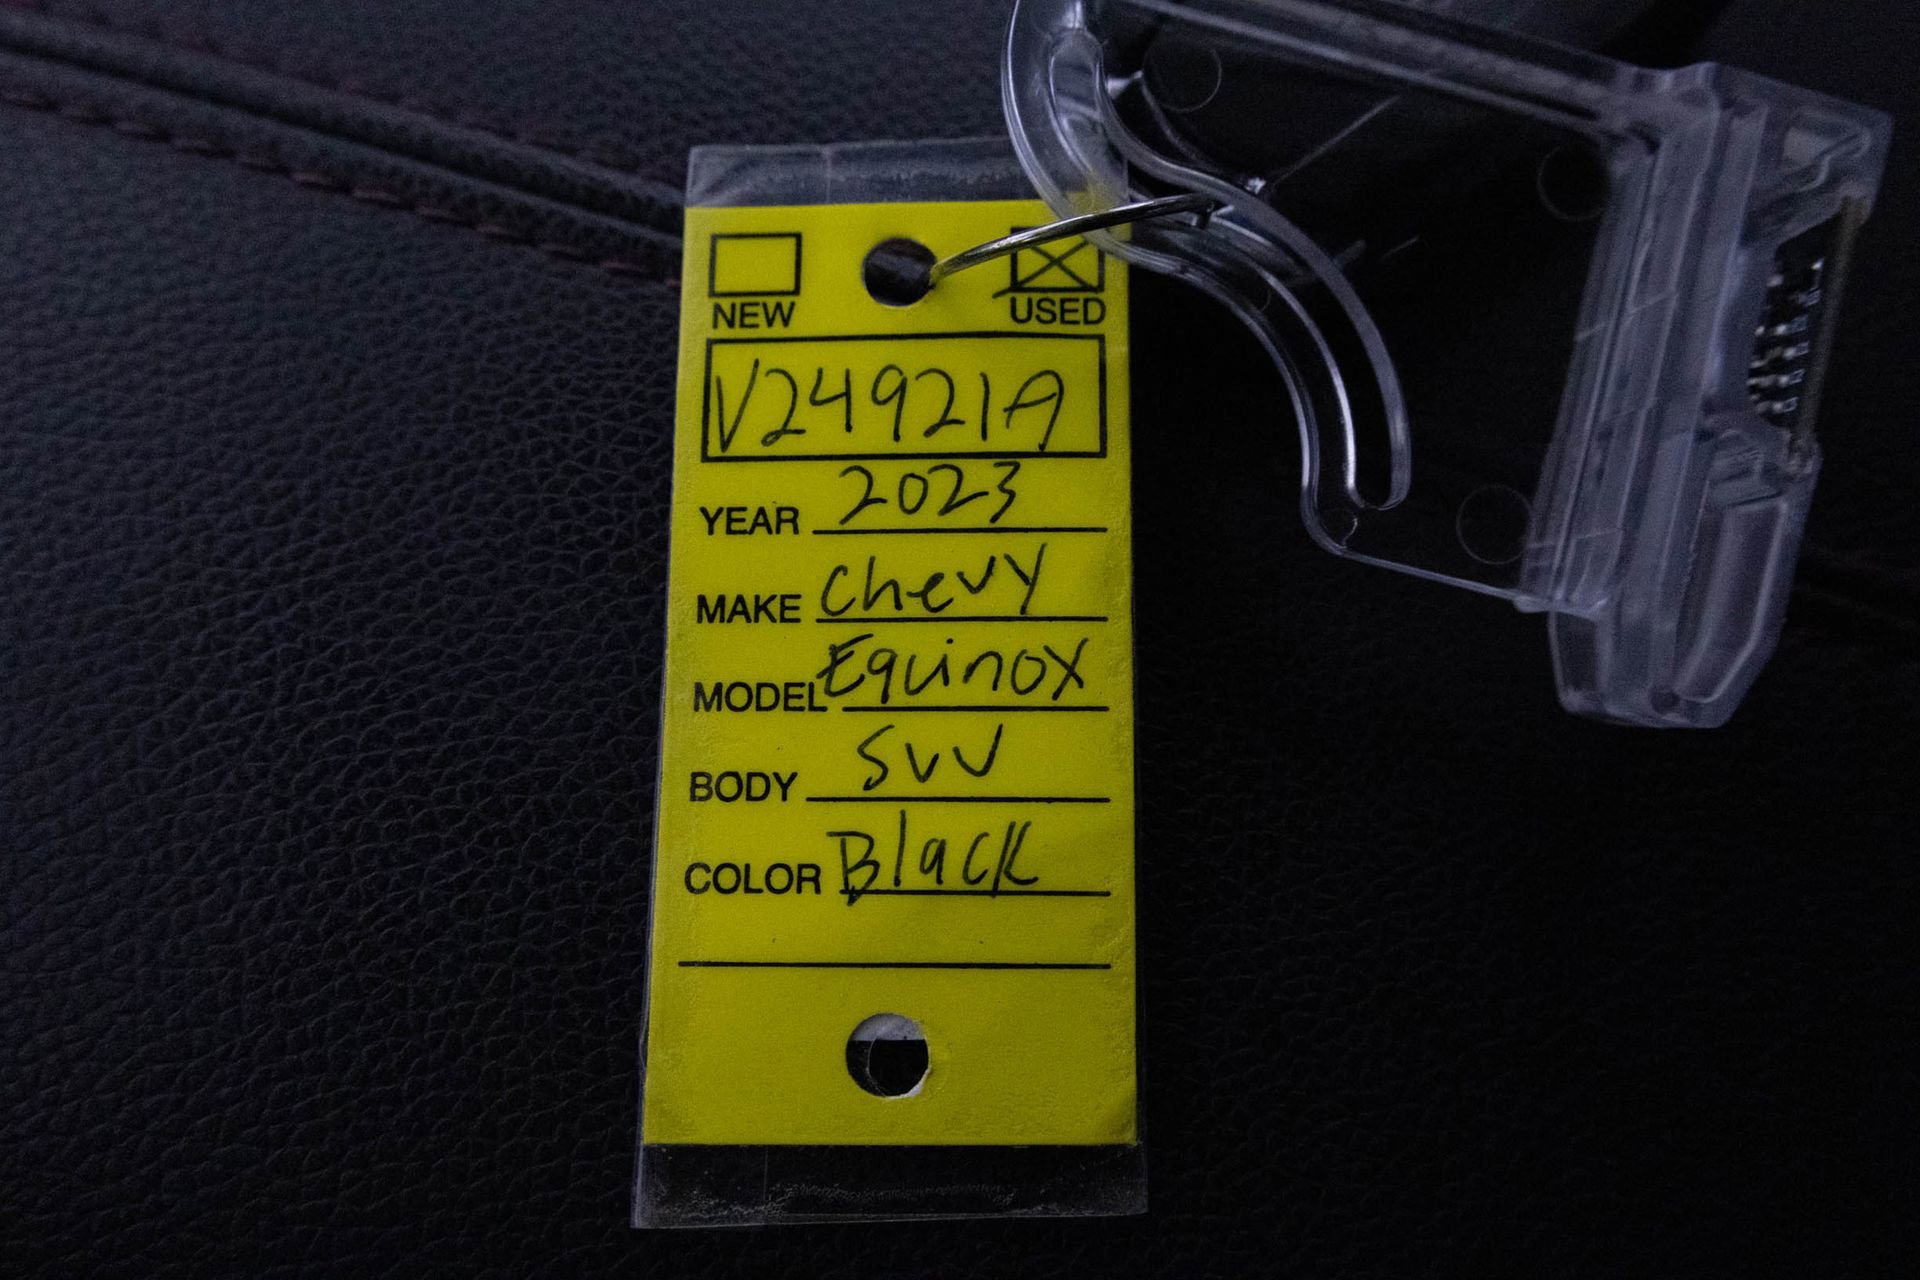 NEW USED
V24921A
YEAR 2023
MAKE Chevy
MODEL Equinox
BODY SUV
COLOR Black